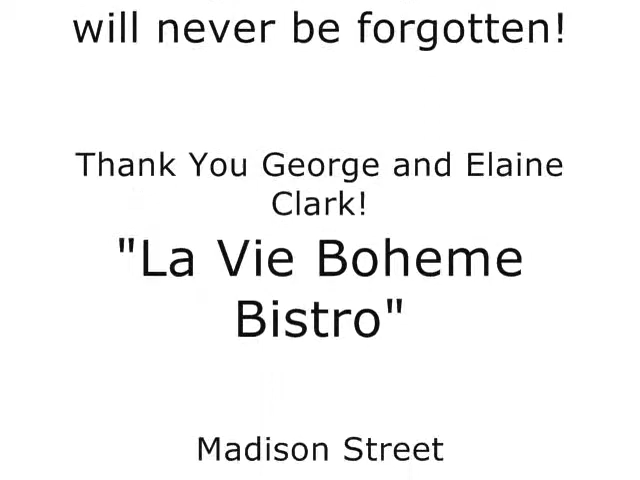 will never be forgotten!
Thank You George and Elaine
Clark!
"La Vie Boheme
Bistro"
Madison Street